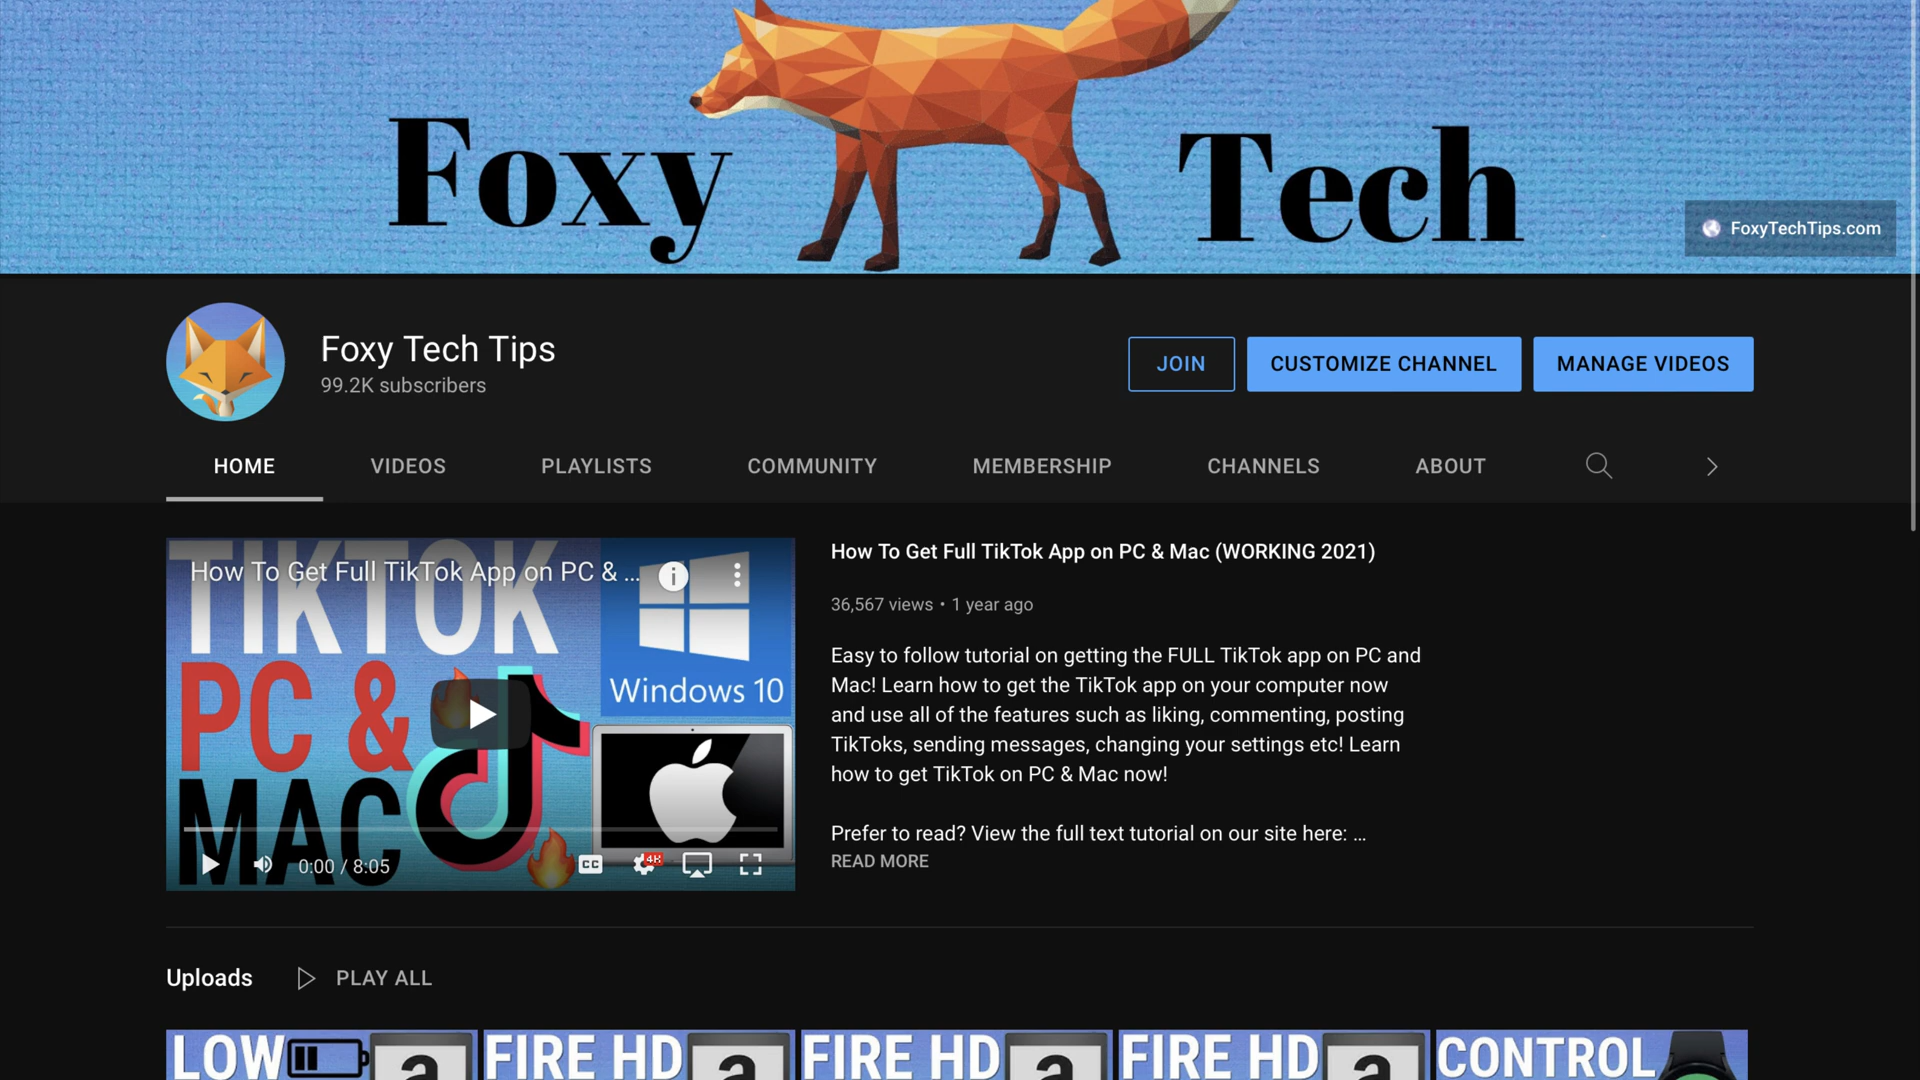 Foxy Tech
FoxyTechTips.com
Foxy Tech Tips
99.2K subscribers
JOIN
CUSTOMIZE CHANNEL
MANAGE VIDEOS
HOME
VIDEOS
PLAYLISTS
COMMUNITY
MEMBERSHIP
CHANNELS
ABOUT
TIKTOK
How To Get Full TikTok App on PC & ...
PC &
MAC
Windows 10
0:00 / 8:05
CC
4K
How To Get Full TikTok App on PC & Mac (WORKING 2021)
36,567 views • 1 year ago
Easy to follow tutorial on getting the FULL TikTok app on PC and
Mac! Learn how to get the TikTok app on your computer now
and use all of the features such as liking, commenting, posting
TikToks, sending messages, changing your settings etc! Learn
how to get TikTok on PC & Mac now!
Prefer to read? View the full text tutorial on our site here: ...
READ MORE
Uploads
PLAY ALL
LOW
a
FIRE HD
a
FIRE HD
a
FIRE HD
a
CONTROL